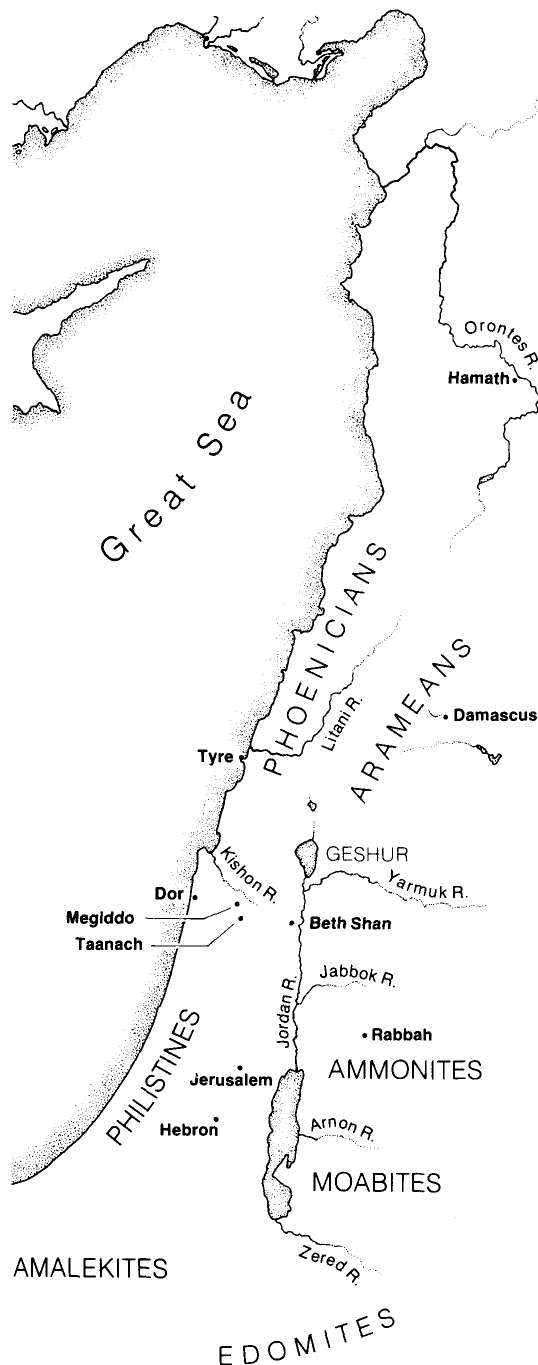 Orontes R.
Hamath
Great Sea
PHOENICIANS
Litani R.
ARAMEANS
Damascus
Tyre
GESHUR
Kishon R.
Yarmuk R.
Dor
Megiddo
Beth Shan
Taanach
Jabbok R.
Jordan R.
Rabbah
PHILISTINES
AMMONITES
Jerusalem
Arnon R.
Hebron
MOABITES
Zered R.
AMALEKITES
EDOMITES